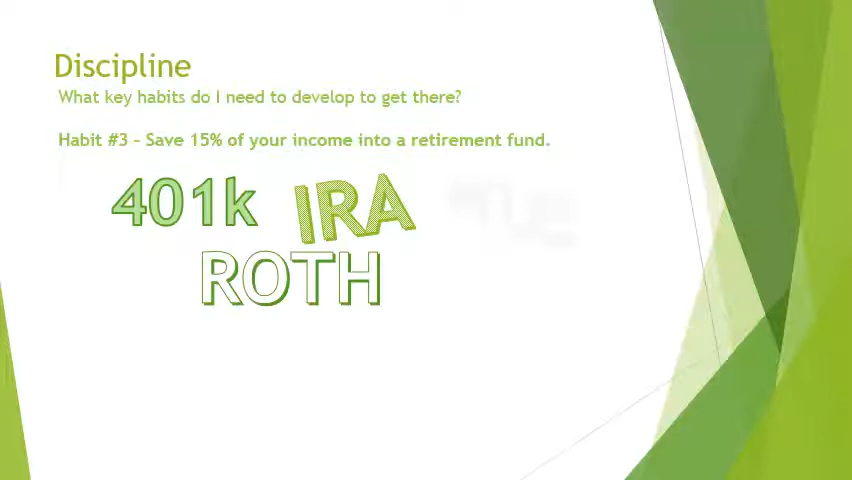 Discipline
What key habits do I need to develop to get there?
Habit #3 – Save 15% of your income into a retirement fund.
401k IRA
ROTH